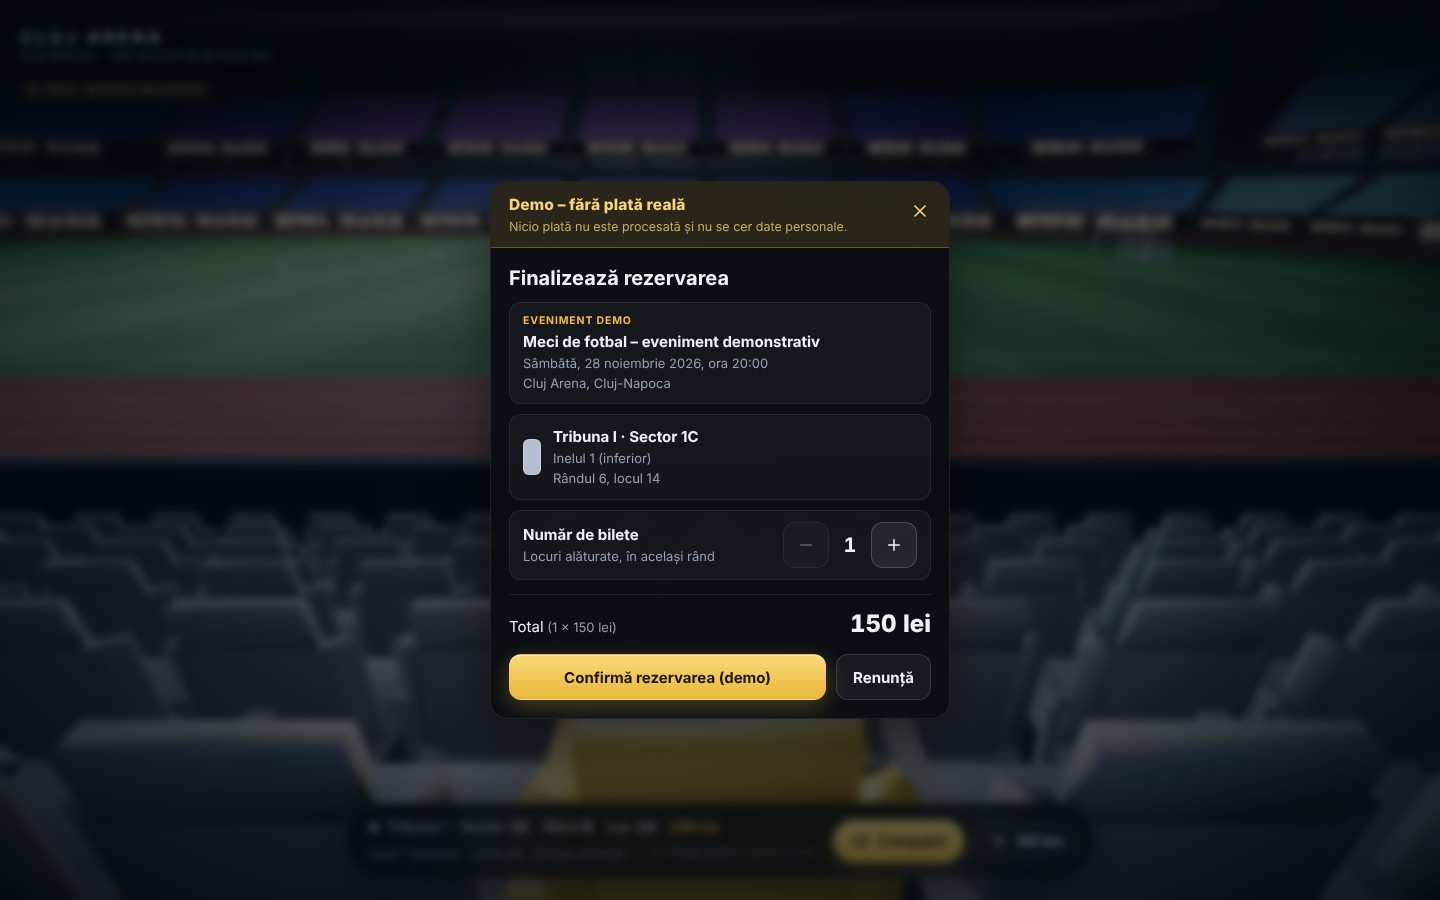 CLUJ ARENA
Demo – fără plată reală
Nicio plată nu este procesată și nu se cer date personale.
Finalizează rezervarea
EVENIMENT DEMO
Meci de fotbal – eveniment demonstrativ
Sâmbătă, 28 noiembrie 2026, ora 20:00
Cluj Arena, Cluj-Napoca
Tribuna I · Sector 1C
Inelul 1 (inferior)
Rândul 6, locul 14
Număr de bilete
Locuri alăturate, în același rând
− 1 +
Total (1 × 150 lei)
150 lei
Confirmă rezervarea (demo)
Renunță